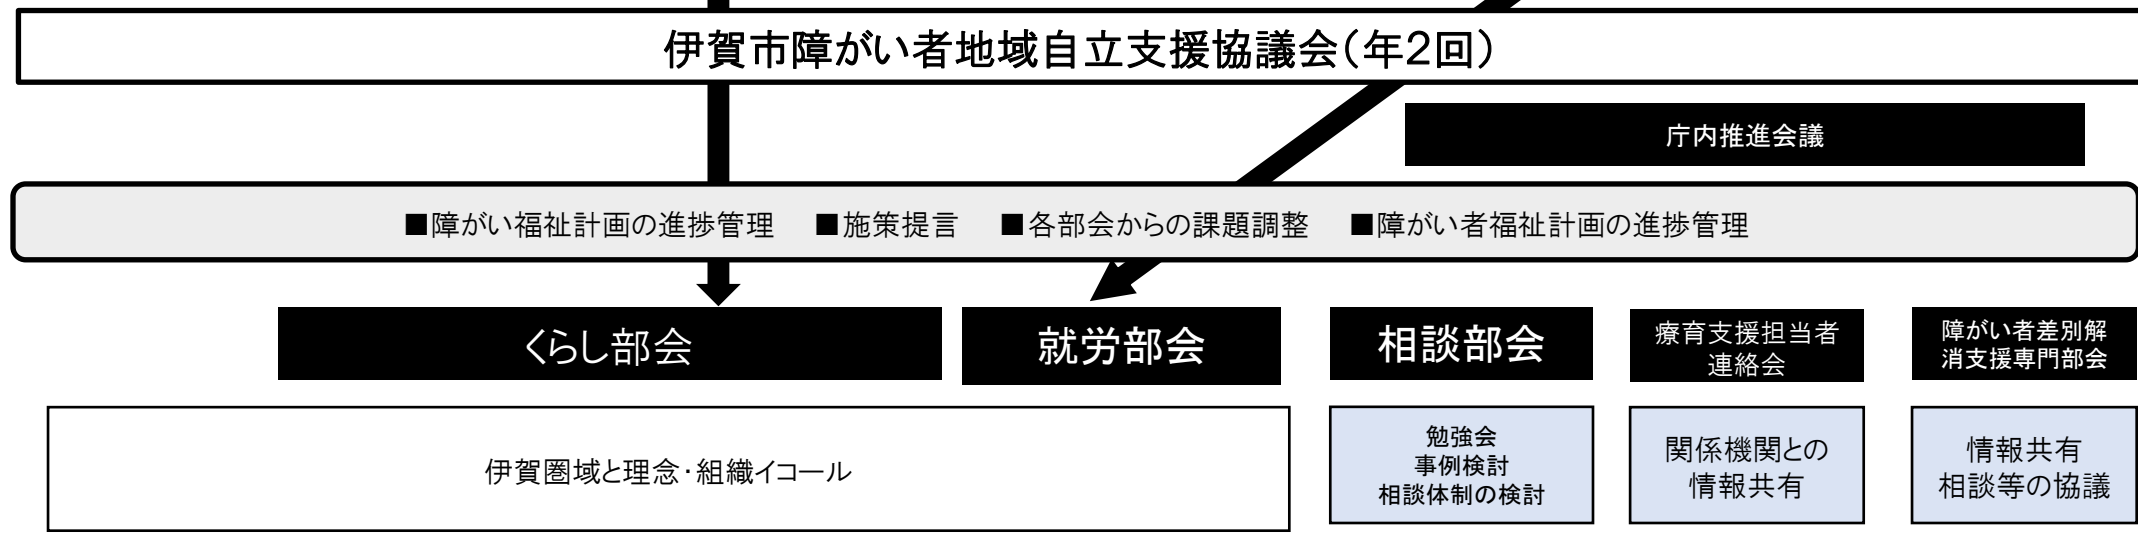 伊賀市障がい者地域自立支援協議会(年2回)
庁内推進会議
■障がい福祉計画の進捗管理 ■施策提言 ■各部会からの課題調整 ■障がい者福祉計画の進捗管理
くらし部会
就労部会
相談部会
療育支援担当者
連絡会
障がい者差別解
消支援専門部会
伊賀圏域と理念・組織イコール
勉強会
事例検討
相談体制の検討
関係機関との
情報共有
情報共有
相談等の協議